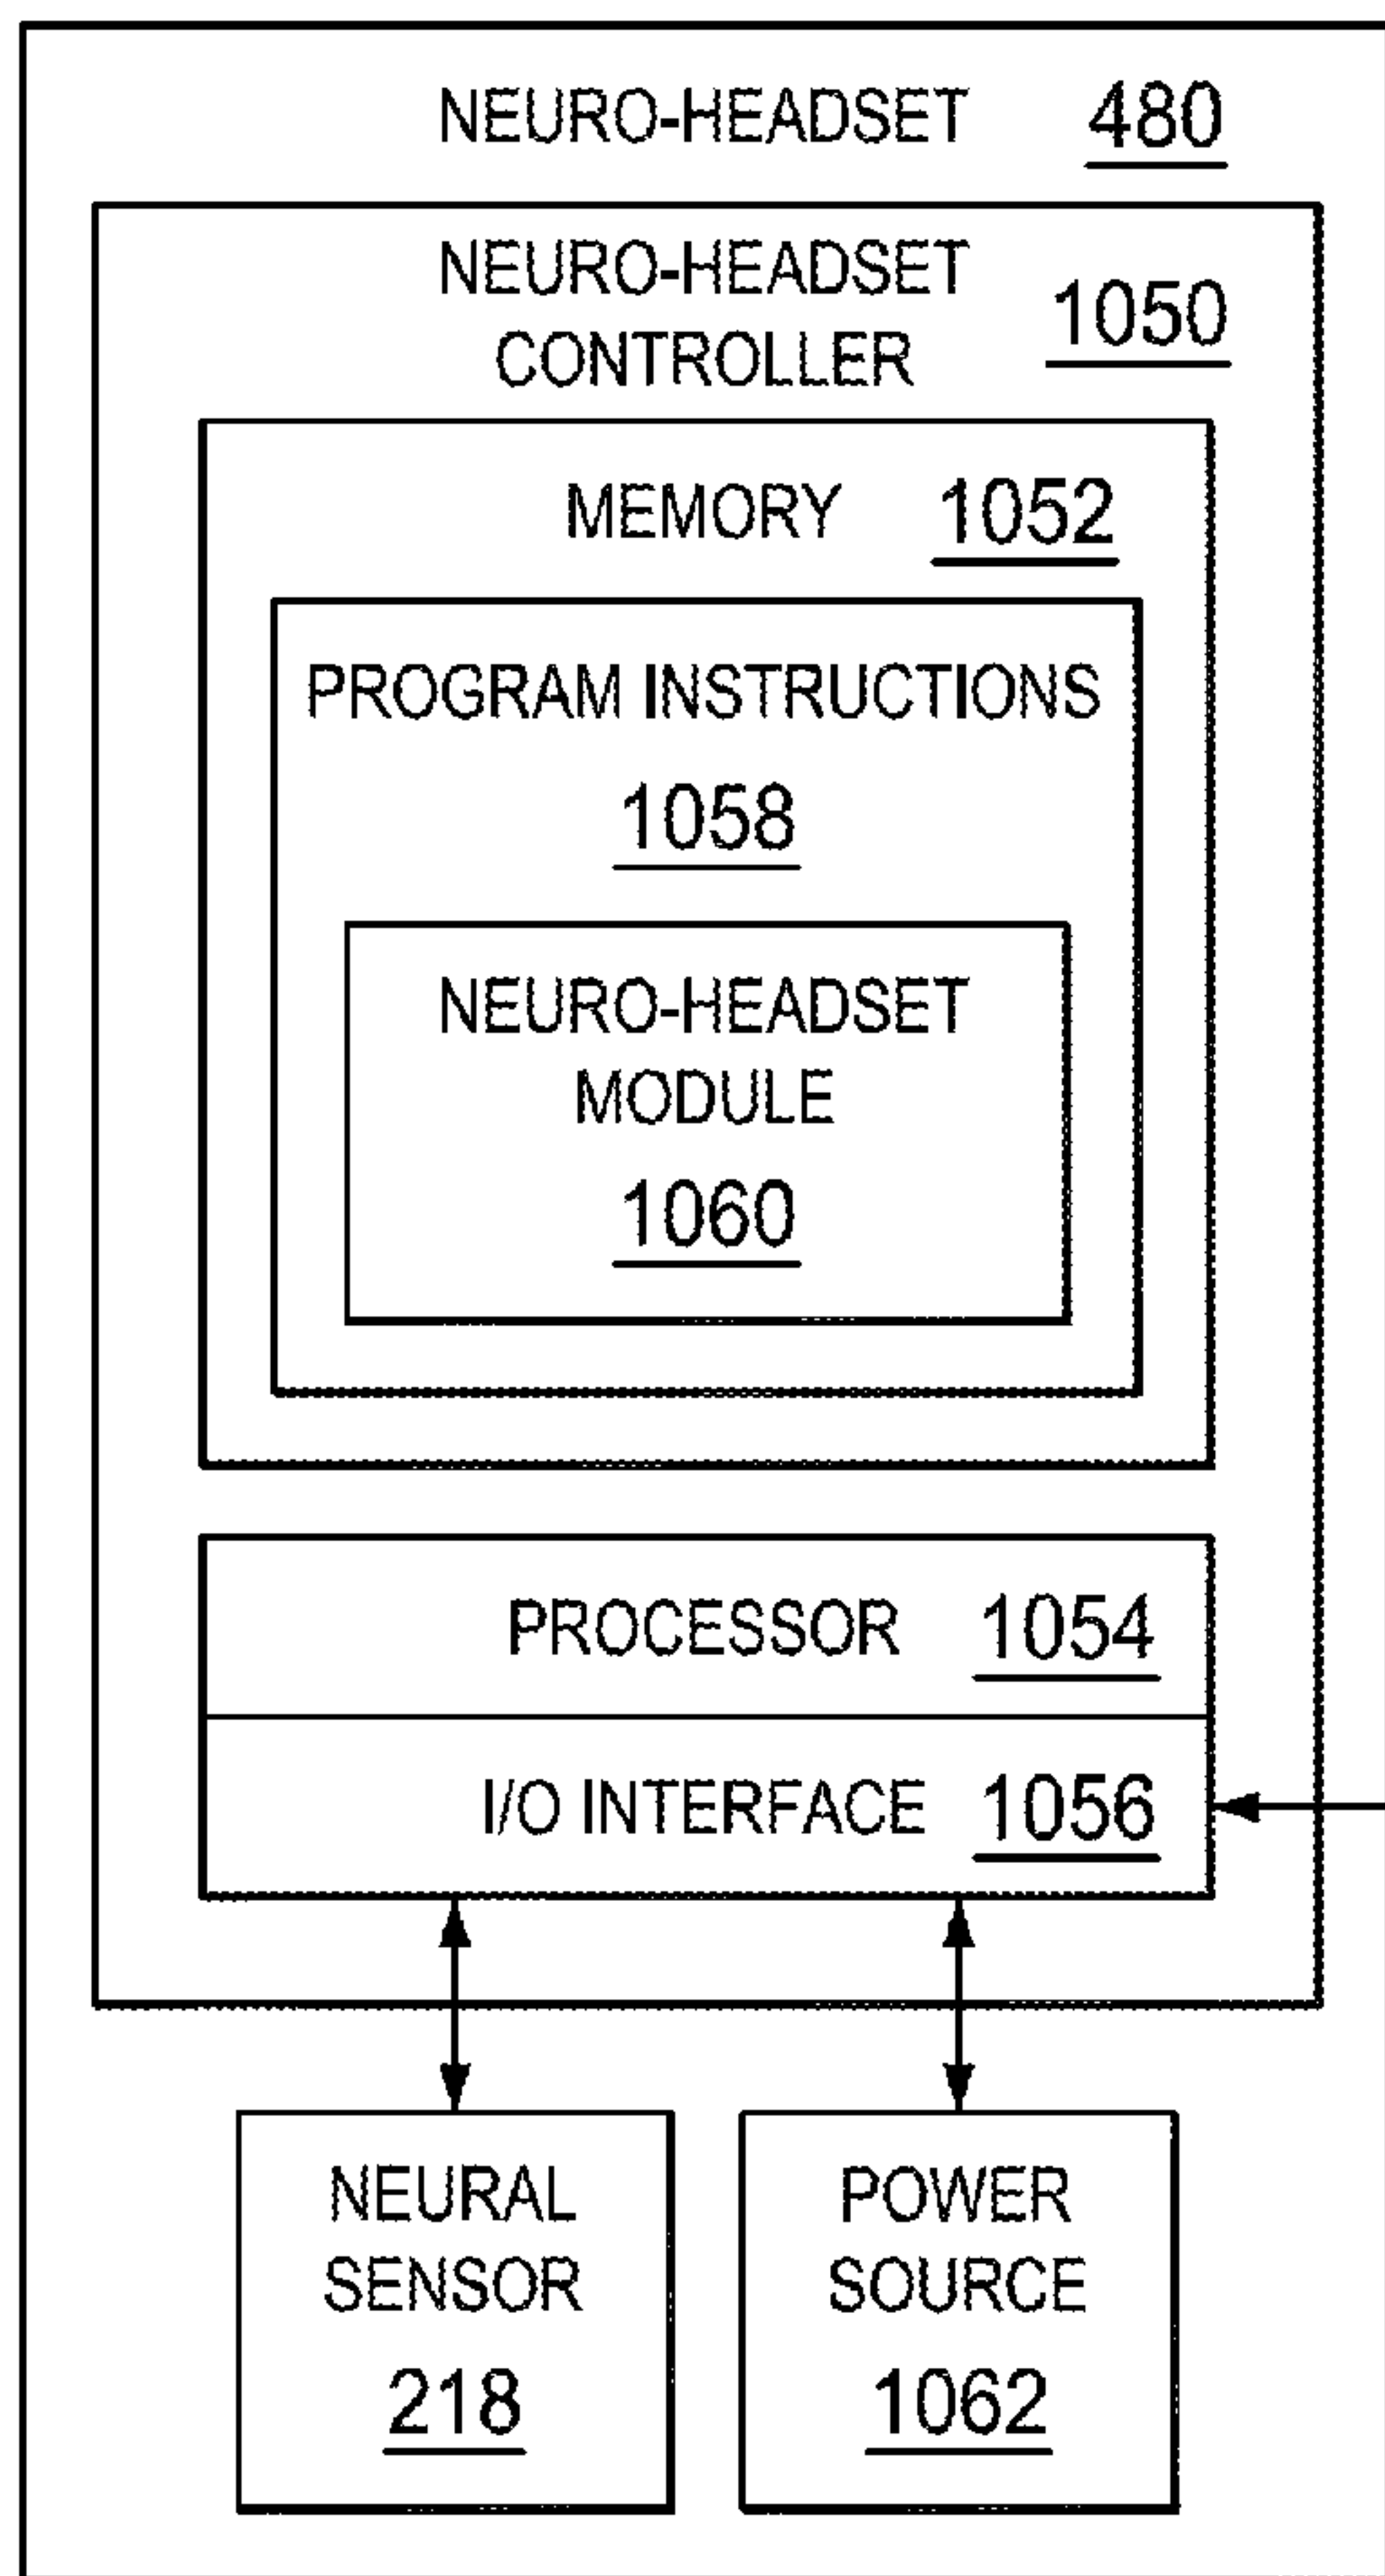 NEURO-HEADSET 480
NEURO-HEADSET
CONTROLLER 1050
MEMORY 1052
PROGRAM INSTRUCTIONS
1058
NEURO-HEADSET
MODULE
1060
PROCESSOR 1054
I/O INTERFACE 1056
NEURAL
SENSOR
218
POWER
SOURCE
1062